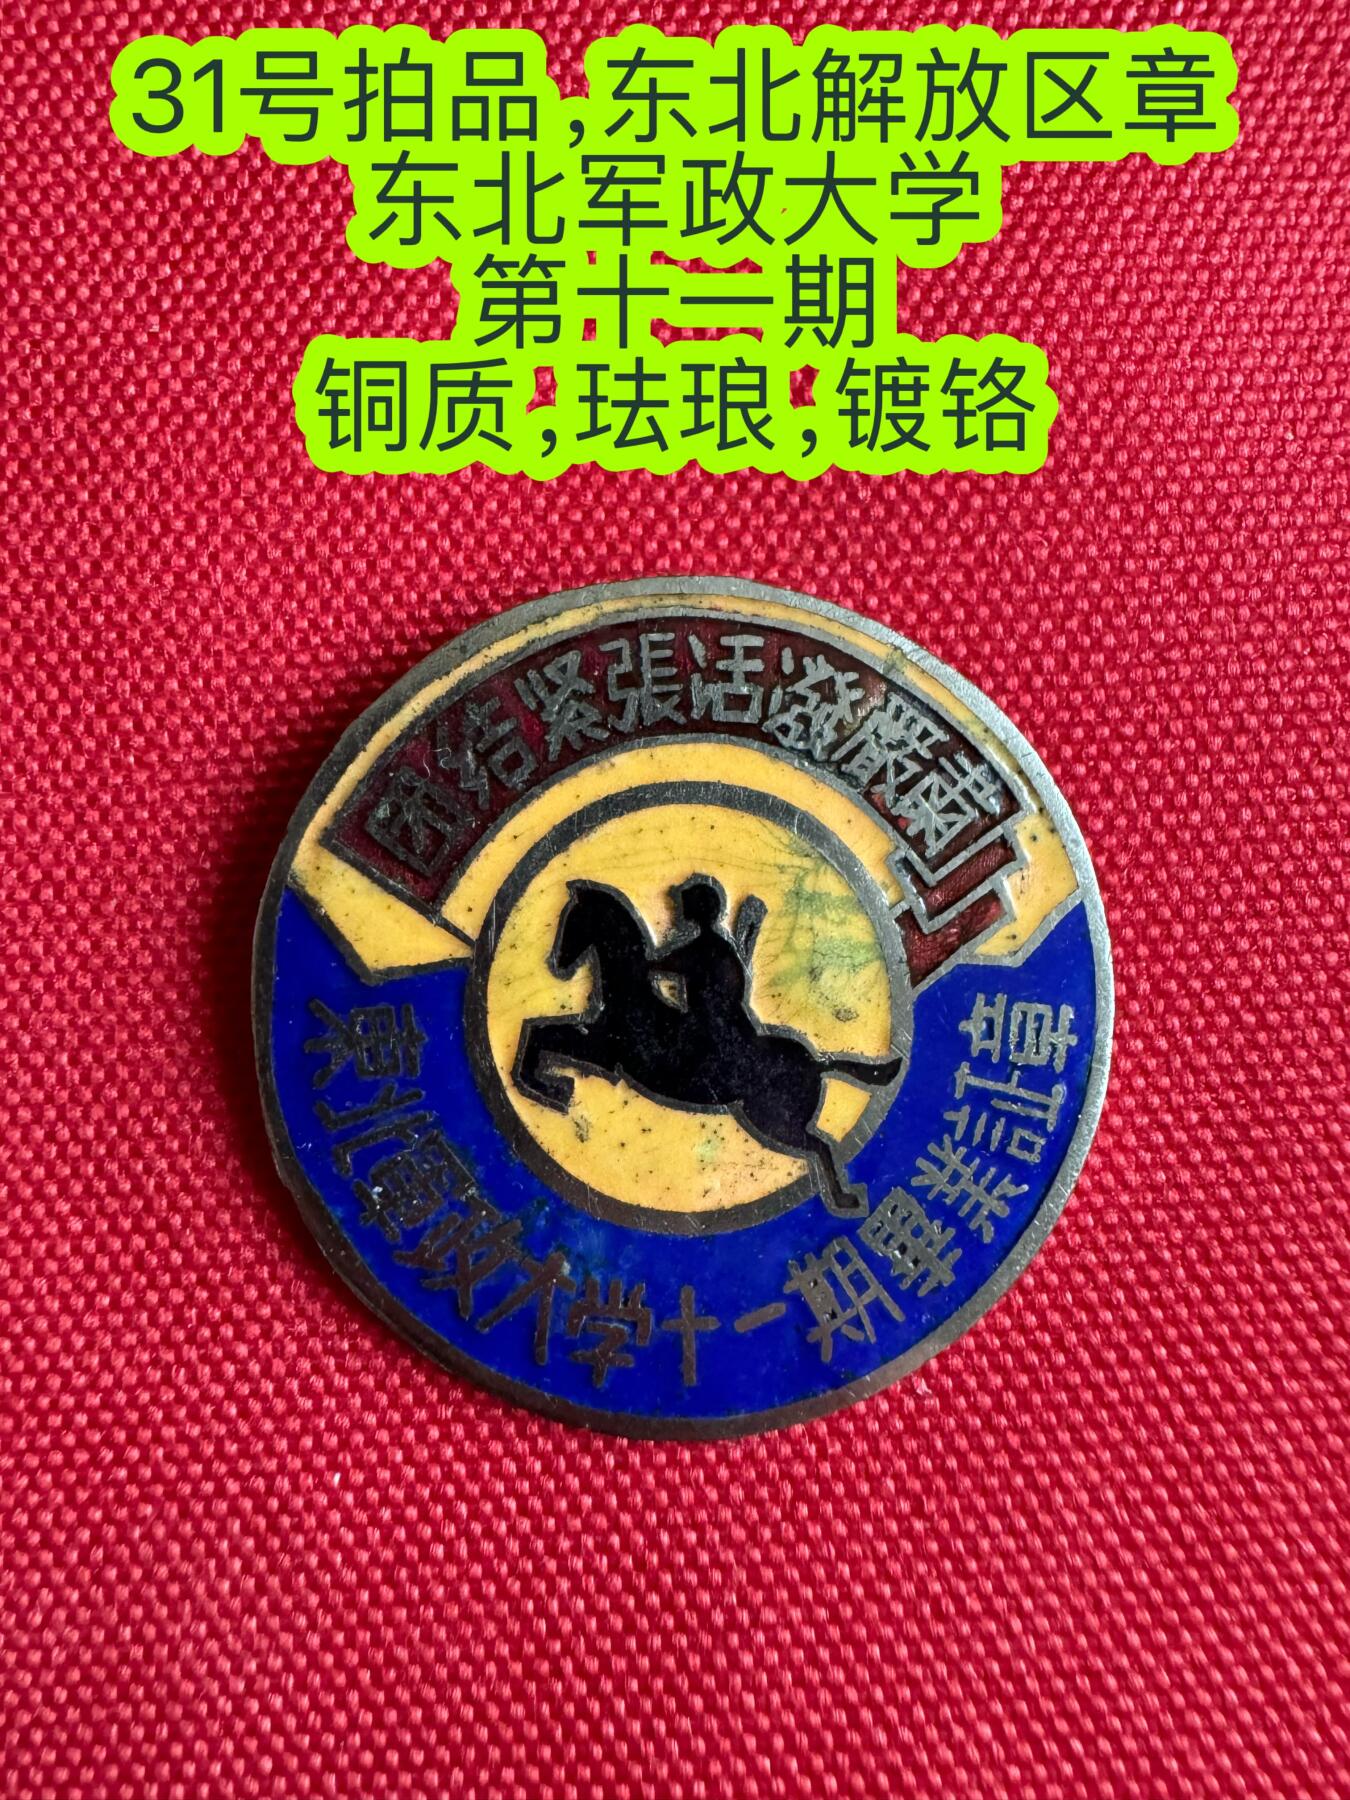 31号拍品,东北解放区章
东北军政大学
第十一期
铜质,珐琅,镀铬
团结紧張活潑嚴肅
東北軍政大学十一期畢業証章